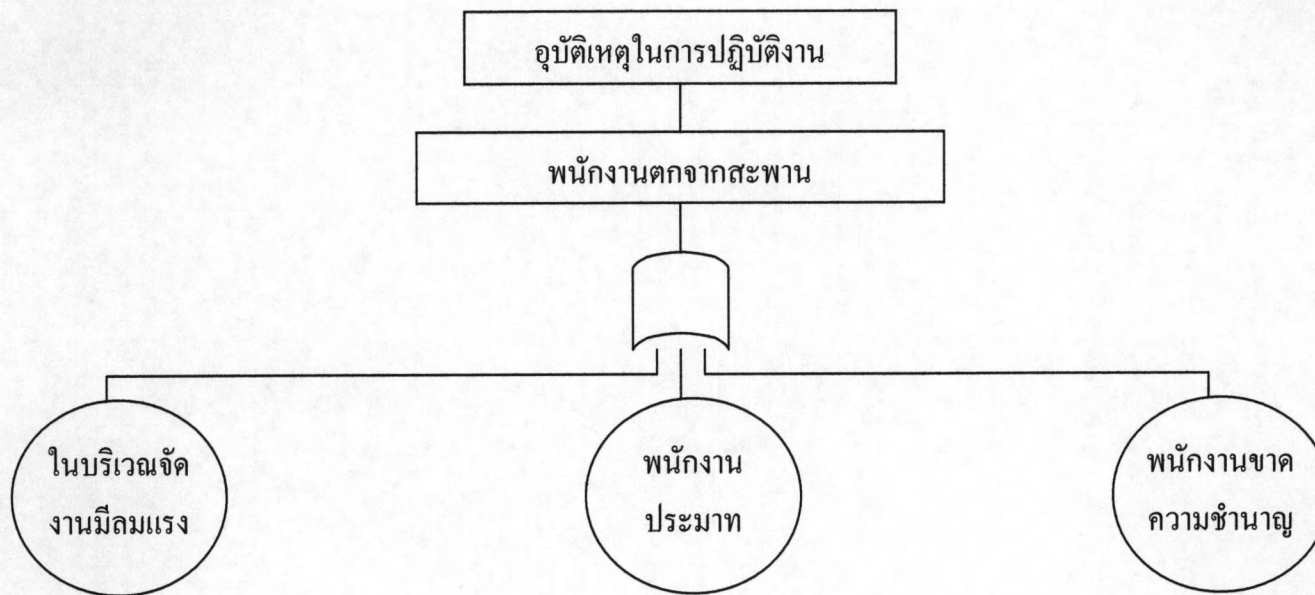 อุบัติเหตุในการปฏิบัติงาน
พนักงานตกจากสะพาน
ในบริเวณจัด
งานมีลมแรง
พนักงาน
ประมาท
พนักงานขาด
ความชำนาญ